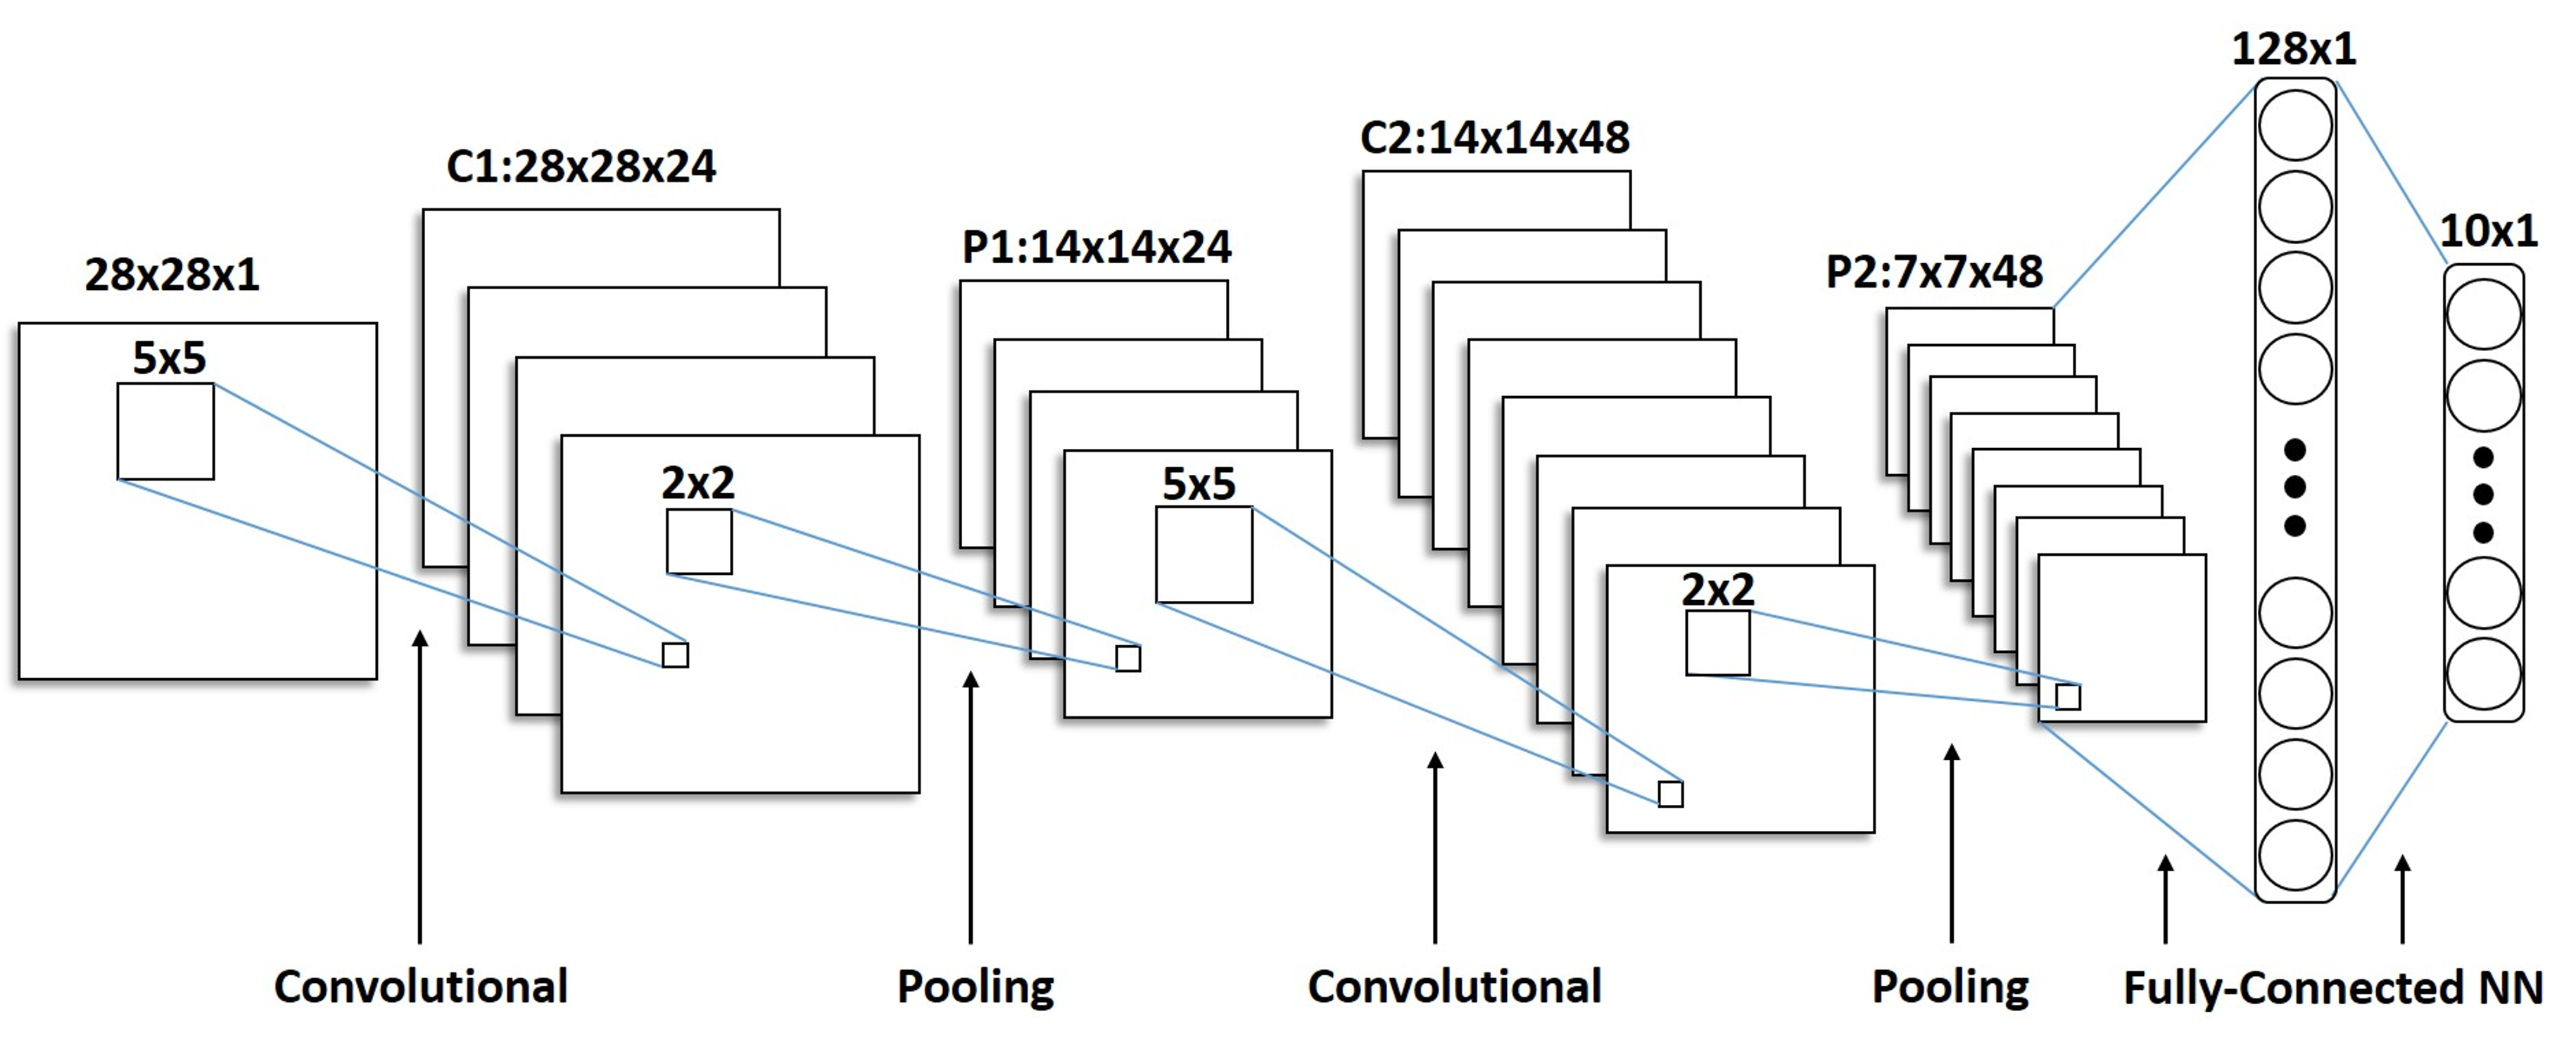 28x28x1
5x5
C1:28x28x24
2x2
P1:14x14x24
5x5
C2:14x14x48
2x2
P2:7x7x48
128x1
10x1
Convolutional
Pooling
Convolutional
Pooling
Fully-Connected NN